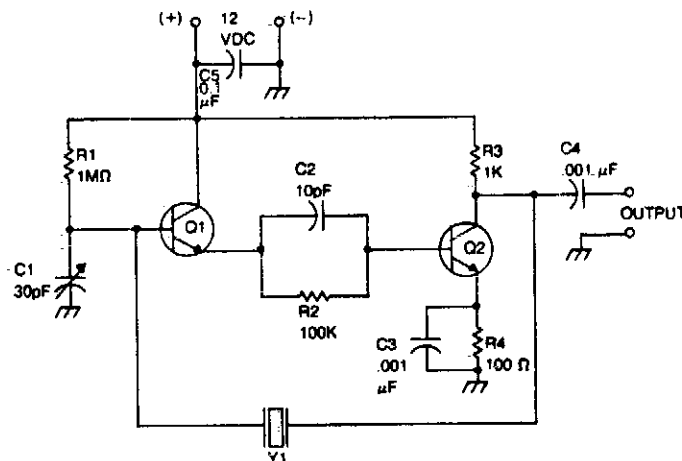 (+) 12 (−)
VDC
C5
0.1
µF
R1
1MΩ
C2
10pF
R3
1K
C4
.001 µF
Q1
Q2
OUTPUT
C1
30pF
R2
100K
C3
.001
µF
R4
100 Ω
Y1